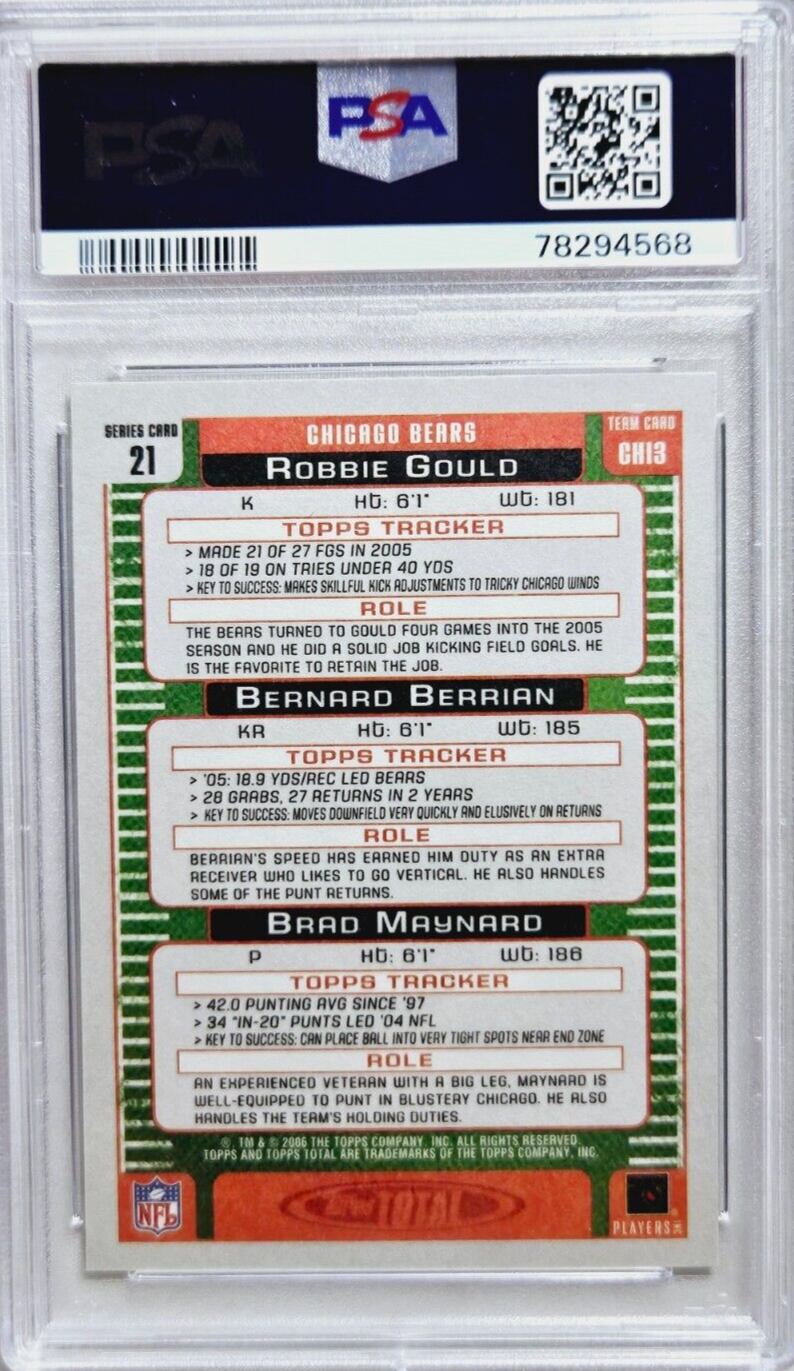 PSA
PSA
78294568
SERIES CARD
21
CHICAGO BEARS
TEAM CARD
CHI3
ROBBIE GOULD
K Ht: 6'1" Wt: 181
TOPPS TRACKER
> MADE 21 OF 27 FGS IN 2005
> 18 OF 19 ON TRIES UNDER 40 YDS
> KEY TO SUCCESS: MAKES SKILLFUL KICK ADJUSTMENTS TO TRICKY CHICAGO WINDS
ROLE
THE BEARS TURNED TO GOULD FOUR GAMES INTO THE 2005
SEASON AND HE DID A SOLID JOB KICKING FIELD GOALS. HE
IS THE FAVORITE TO RETAIN THE JOB.
BERNARD BERRIAN
KR Ht: 6'1" Wt: 185
TOPPS TRACKER
> '05: 18.9 YDS/REC LED BEARS
> 28 GRABS, 27 RETURNS IN 2 YEARS
> KEY TO SUCCESS: MOVES DOWNFIELD VERY QUICKLY AND ELUSIVELY ON RETURNS
ROLE
BERRIAN'S SPEED HAS EARNED HIM DUTY AS AN EXTRA
RECEIVER WHO LIKES TO GO VERTICAL. HE ALSO HANDLES
SOME OF THE PUNT RETURNS.
BRAD MAYNARD
P Ht: 6'1" Wt: 186
TOPPS TRACKER
> 42.0 PUNTING AVG SINCE '97
> 34 "IN-20" PUNTS LED '04 NFL
> KEY TO SUCCESS: CAN PLACE BALL INTO VERY TIGHT SPOTS NEAR END ZONE
ROLE
AN EXPERIENCED VETERAN WITH A BIG LEG, MAYNARD IS
WELL-EQUIPPED TO PUNT IN BLUSTERY CHICAGO. HE ALSO
HANDLES THE TEAM'S HOLDING DUTIES.
®, TM & © 2006 THE TOPPS COMPANY, INC. ALL RIGHTS RESERVED.
TOPPS AND TOPPS TOTAL ARE TRADEMARKS OF THE TOPPS COMPANY, INC.
NFL
TOTAL
PLAYERS